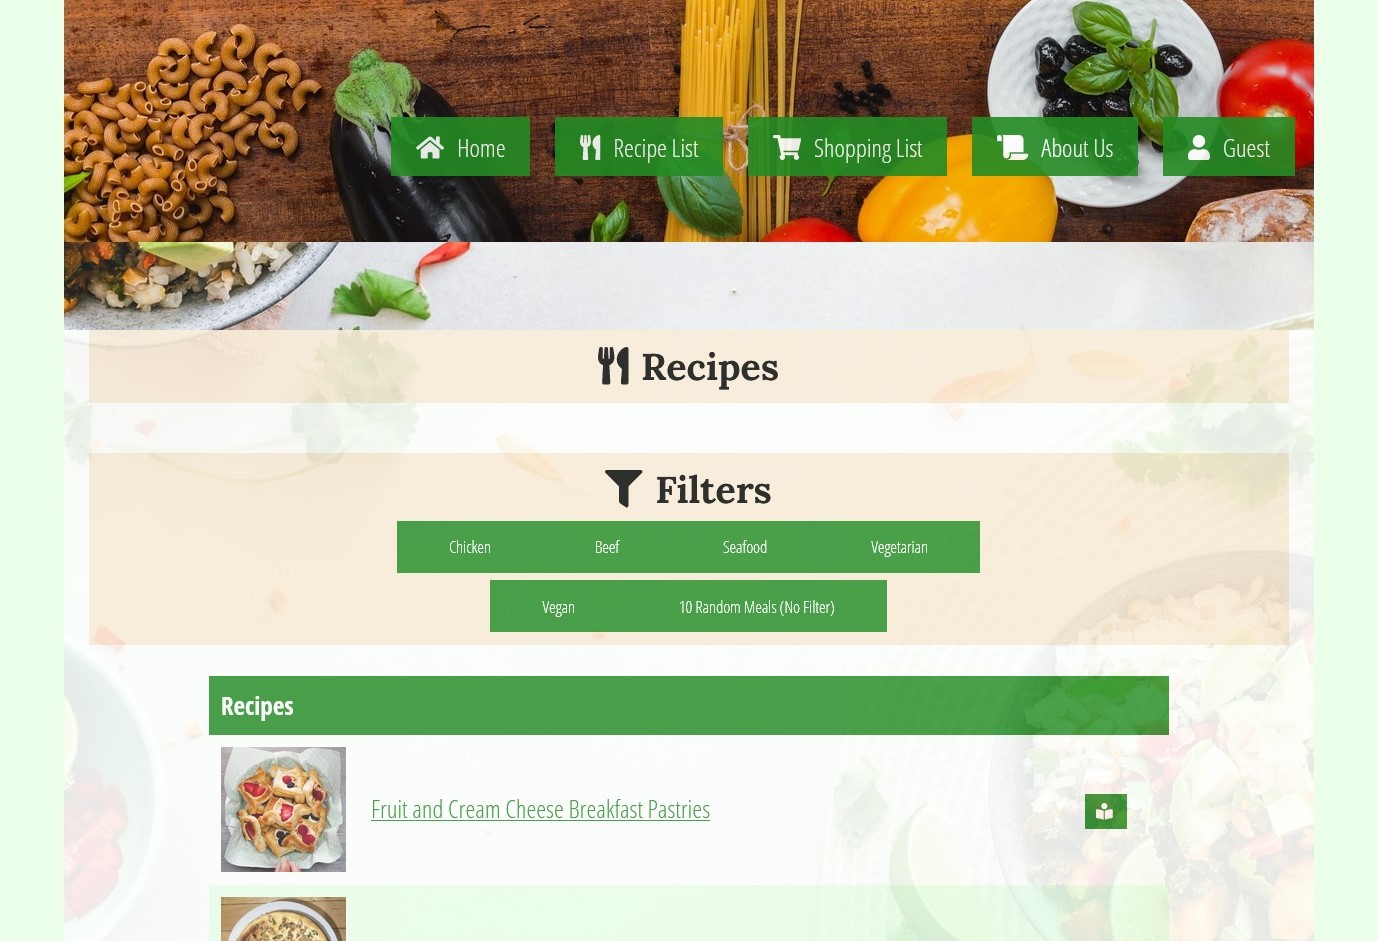 Home Recipe List Shopping List About Us Guest
Recipes
Filters
Chicken Beef Seafood Vegetarian
Vegan 10 Random Meals (No Filter)
Recipes
Fruit and Cream Cheese Breakfast Pastries